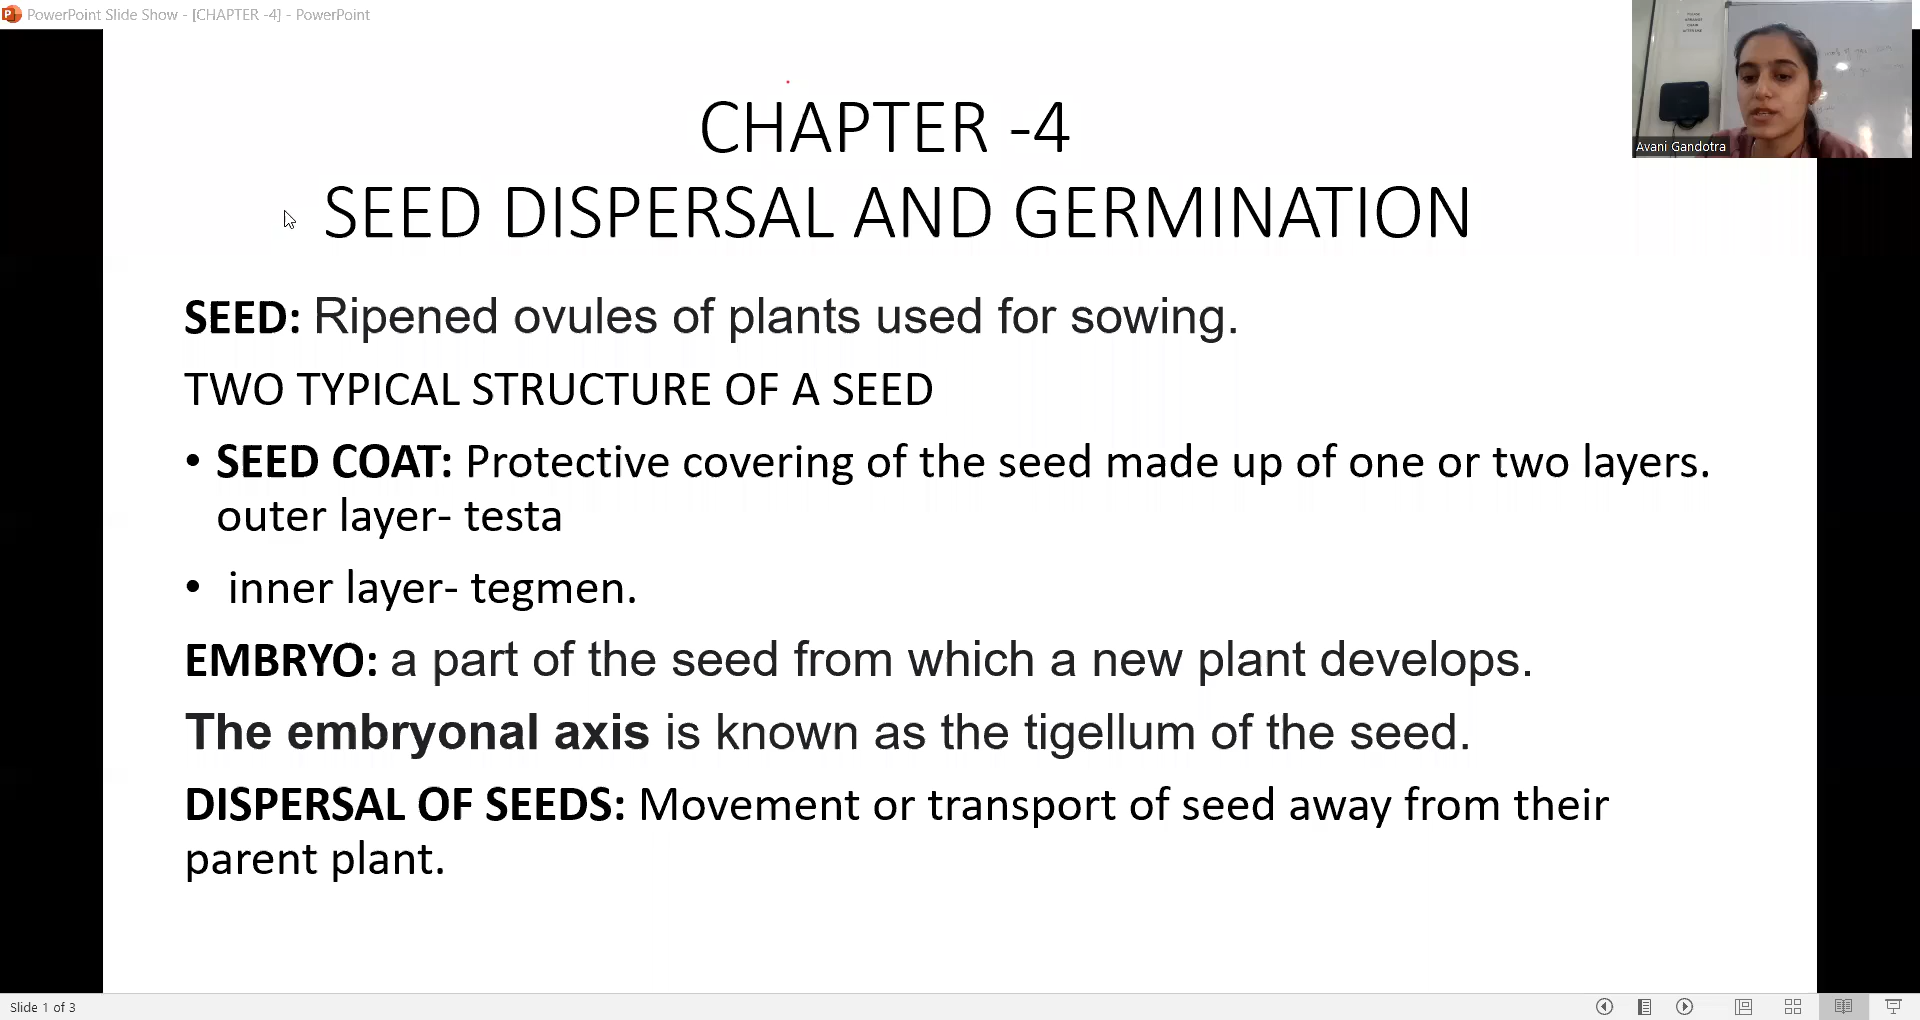 PowerPoint Slide Show - [CHAPTER -4] - PowerPoint
Avani Gandotra
CHAPTER -4
SEED DISPERSAL AND GERMINATION
SEED: Ripened ovules of plants used for sowing.
TWO TYPICAL STRUCTURE OF A SEED
• SEED COAT: Protective covering of the seed made up of one or two layers.
outer layer- testa
• inner layer- tegmen.
EMBRYO: a part of the seed from which a new plant develops.
The embryonal axis is known as the tigellum of the seed.
DISPERSAL OF SEEDS: Movement or transport of seed away from their
parent plant.
Slide 1 of 3